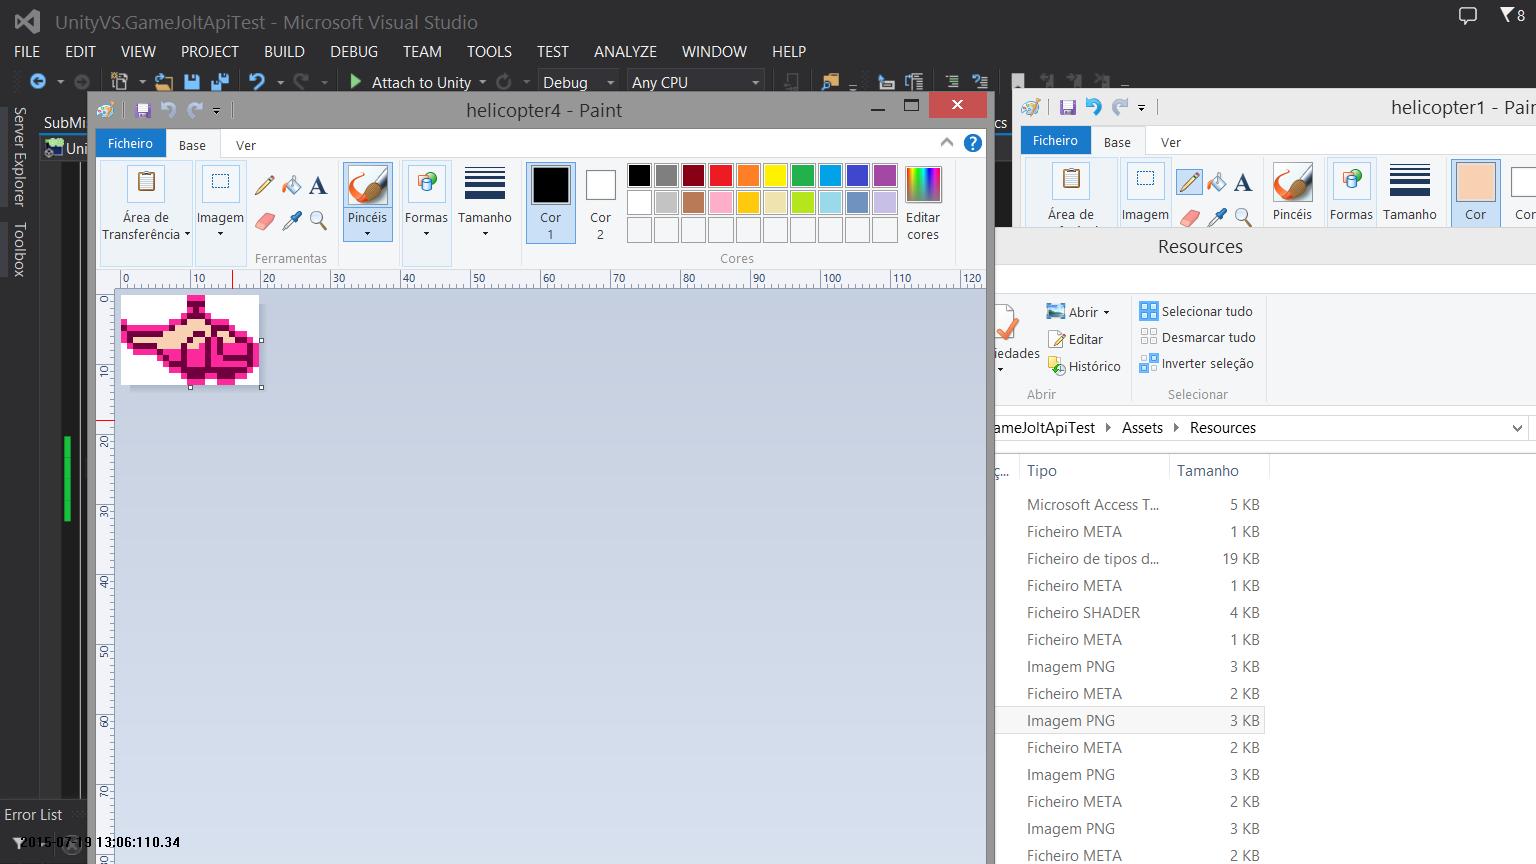 UnityVS.GameJoltApiTest - Microsoft Visual Studio
8
FILE EDIT VIEW PROJECT BUILD DEBUG TEAM TOOLS TEST ANALYZE WINDOW HELP
Attach to Unity Debug Any CPU
Server Explorer
Toolbox
SubMi
Uni
cs
helicopter4 - Paint
Ficheiro Base Ver
Área de Transferência
Imagem
Ferramentas
Pincéis
Formas
Tamanho
Cor 1
Cor 2
Editar cores
Cores
0 10 20 30 40 50 60 70 80 90 100 110 120
0
10
20
30
40
50
60
70
80
helicopter1 - Pain
Ficheiro Base Ver
Área de
Imagem
Pincéis
Formas
Tamanho
Cor
Cor
Resources
iedades
Abrir
Editar
Histórico
Abrir
Selecionar tudo
Desmarcar tudo
Inverter seleção
Selecionar
GameJoltApiTest Assets Resources
ç... Tipo Tamanho
Microsoft Access T... 5 KB
Ficheiro META 1 KB
Ficheiro de tipos d... 19 KB
Ficheiro META 1 KB
Ficheiro SHADER 4 KB
Ficheiro META 1 KB
Imagem PNG 3 KB
Ficheiro META 2 KB
Imagem PNG 3 KB
Ficheiro META 2 KB
Imagem PNG 3 KB
Ficheiro META 2 KB
Imagem PNG 3 KB
Ficheiro META 2 KB
Error List
2015-07-19 13:06:110.34